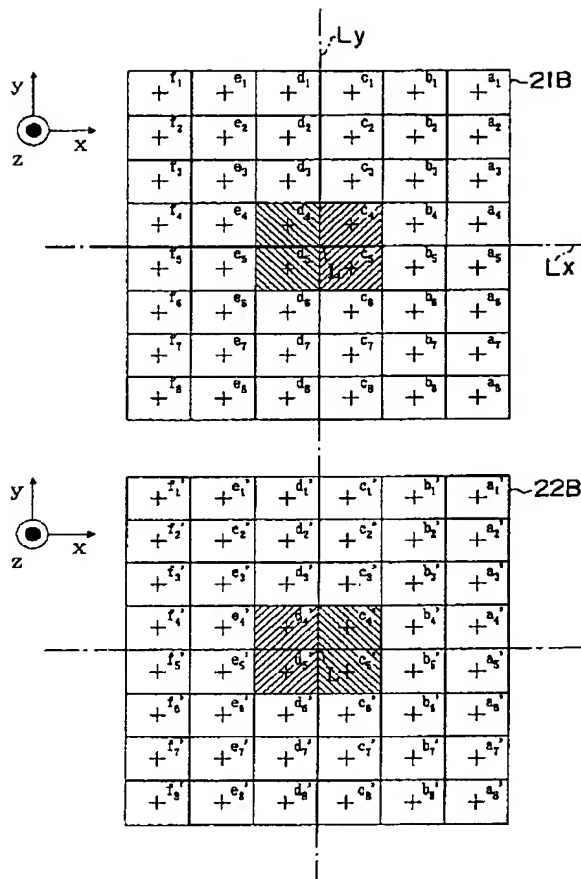 Ly
f₁ e₁ d₁ c₁ b₁ a₁ 21B
y
f₂ e₂ d₂ c₂ b₂ a₂
z x
f₃ e₃ d₃ c₃ b₃ a₃
f₄ e₄ d₄ c₄ b₄ a₄
f₅ e₅ d₅ L c₅ b₅ a₅ Lx
f₆ e₆ d₆ c₆ b₆ a₆
f₇ e₇ d₇ c₇ b₇ a₇
f₈ e₈ d₈ c₈ b₈ a₈
f₁' e₁' d₁' c₁' b₁' a₁' 22B
y
f₂' e₂' d₂' c₂' b₂' a₂'
z x
f₃' e₃' d₃' c₃' b₃' a₃'
f₄' e₄' d₄' c₄' b₄' a₄'
f₅' e₅' d₅' L c₅' b₅' a₅'
f₆' e₆' d₆' c₆' b₆' a₆'
f₇' e₇' d₇' c₇' b₇' a₇'
f₈' e₈' d₈' c₈' b₈' a₈'